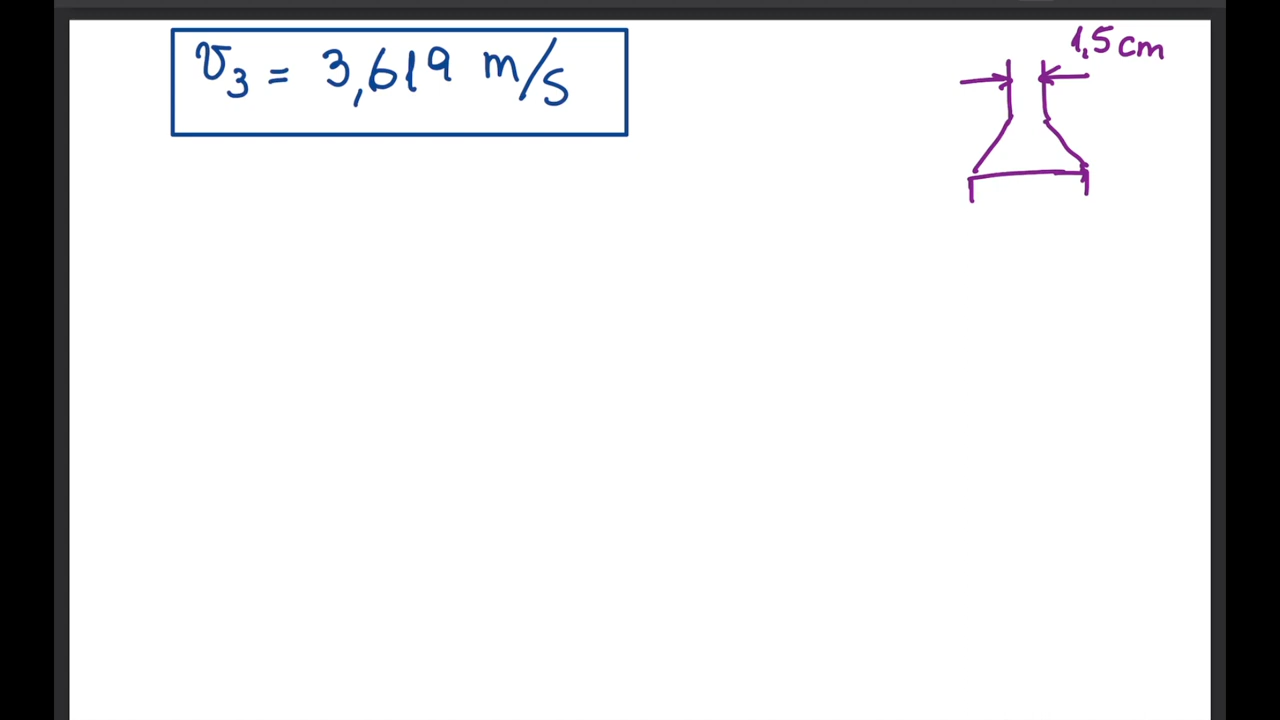 v₃ = 3,619 m/s
1,5 cm